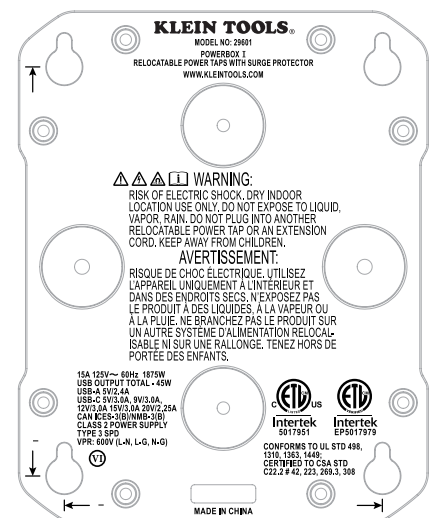 KLEIN TOOLS®
MODEL NO: 29601
POWERBOX I
RELOCATABLE POWER TAPS WITH SURGE PROTECTOR
WWW.KLEINTOOLS.COM
WARNING:
RISK OF ELECTRIC SHOCK. DRY INDOOR
LOCATION USE ONLY, DO NOT EXPOSE TO LIQUID,
VAPOR, RAIN. DO NOT PLUG INTO ANOTHER
RELOCATABLE POWER TAP OR AN EXTENSION
CORD. KEEP AWAY FROM CHILDREN.
AVERTISSEMENT:
RISQUE DE CHOC ÉLECTRIQUE. UTILISEZ
L'APPAREIL UNIQUEMENT À L'INTÉRIEUR ET
DANS DES ENDROITS SECS. N'EXPOSEZ PAS
LE PRODUIT À DES LIQUIDES, À LA VAPEUR OU
À LA PLUIE. NE BRANCHEZ PAS LE PRODUIT SUR
UN AUTRE SYSTÈME D'ALIMENTATION RELOCAL-
ISABLE NI SUR UNE RALLONGE. TENEZ HORS DE
PORTÉE DES ENFANTS.
15A 125V~ 60Hz 1875W
USB OUTPUT TOTAL - 45W
USB-A 5V/2,4A
USB-C 5V/3.0A, 9V/3.0A,
12V/3,0A 15V/3,0A 20V/2,25A
CAN ICES-3(B)/NMB-3(B)
CLASS 2 POWER SUPPLY
TYPE 3 SPD
VPR: 600V (L-N, L-G, N-G)
VI
C ETL US
Intertek
5017951
ETL
Intertek
EP5017979
CONFORMS TO UL STD 498,
1310, 1363, 1449;
CERTIFIED TO CSA STD
C22.2 # 42, 223, 269.3, 308
MADE IN CHINA